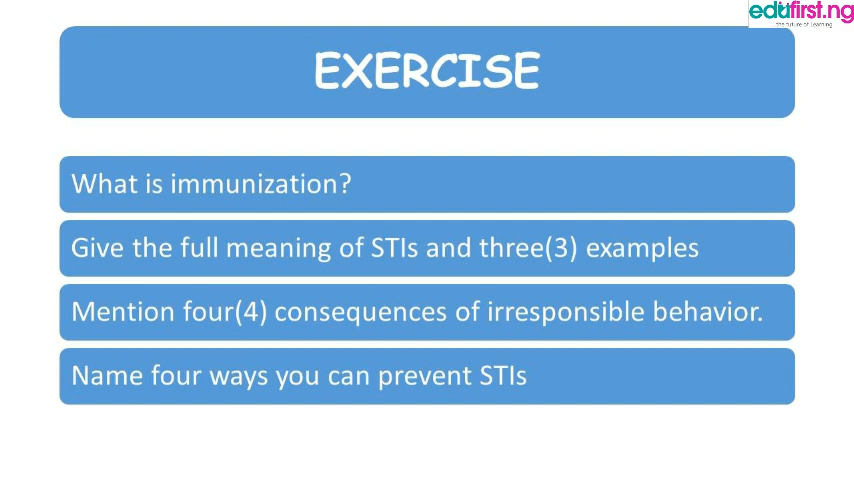 edufirst.ng
the future of learning
EXERCISE
What is immunization?
Give the full meaning of STIs and three(3) examples
Mention four(4) consequences of irresponsible behavior.
Name four ways you can prevent STIs